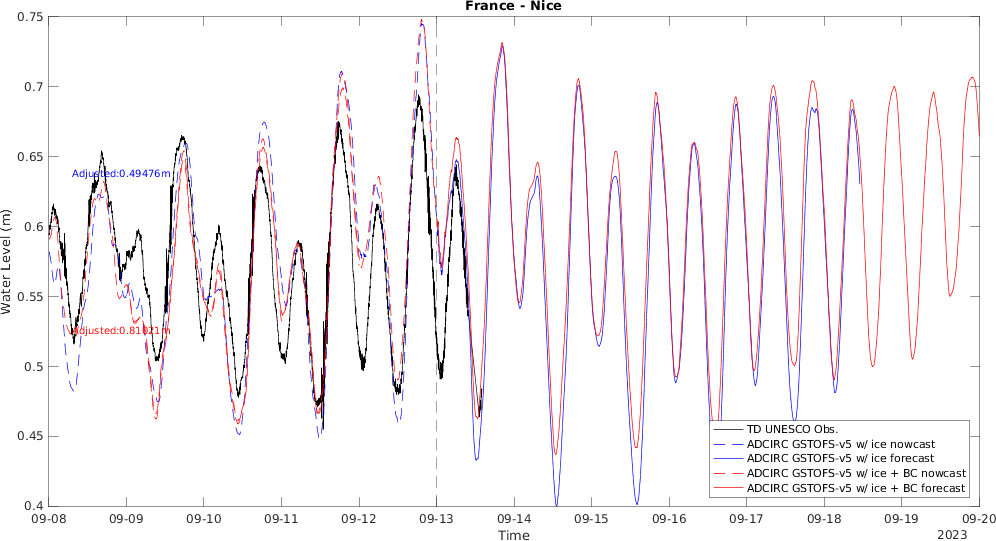 France - Nice
Water Level (m)
0.75
0.7
0.65
0.6
0.55
0.5
0.45
0.4
Adjusted:0.49476m
Adjusted:0.81021m
TD UNESCO Obs.
ADCIRC GSTOFS-v5 w/ ice nowcast
ADCIRC GSTOFS-v5 w/ ice forecast
ADCIRC GSTOFS-v5 w/ ice + BC nowcast
ADCIRC GSTOFS-v5 w/ ice + BC forecast
09-08 09-09 09-10 09-11 09-12 09-13 09-14 09-15 09-16 09-17 09-18 09-19 09-20
Time
2023